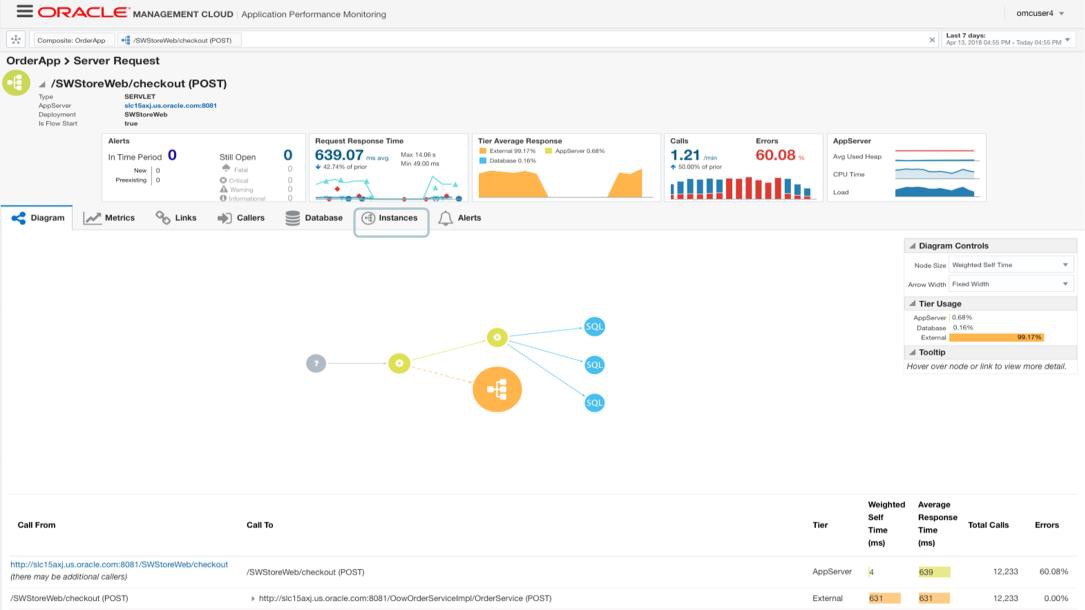 ORACLE MANAGEMENT CLOUD | Application Performance Monitoring omcuser4
Composite: OrderApp /SWStoreWeb/checkout (POST)
Last 7 days:
Apr 13, 2018 04:55 PM - Today 04:55 PM
OrderApp > Server Request
/SWStoreWeb/checkout (POST)
Type SERVLET
AppServer slc15axj.us.oracle.com:8081
Deployment SWStoreWeb
Is Flow Start true
Alerts
In Time Period 0
New 0
Preexisting 0
Still Open 0
Fatal 0
Critical 0
Warning 0
Informational 0
Request Response Time
639.07 ms avg
42.74% of prior
Max 14.06 s
Min 49.00 ms
Tier Average Response
External 99.17% AppServer 0.68%
Database 0.16%
Calls Errors
1.21 /min 60.08 %
50.00% of prior
AppServer
Avg Used Heap
CPU Time
Load
Diagram Metrics Links Callers Database Instances Alerts
Diagram Controls
Node Size Weighted Self Time
Arrow Width Fixed Width
Tier Usage
AppServer 0.68%
Database 0.16%
External 99.17%
Tooltip
Hover over node or link to view more detail.
?
SQL
SQL
SQL
Call From Call To Tier Weighted Self Time (ms) Average Response Time (ms) Total Calls Errors
http://slc15axj.us.oracle.com:8081/SWStoreWeb/checkout
(there may be additional callers) /SWStoreWeb/checkout (POST) AppServer 4 639 12,233 60.08%
/SWStoreWeb/checkout (POST) http://slc15axj.us.oracle.com:8081/OowOrderServiceImpl/OrderService (POST) External 631 631 12,233 0.00%